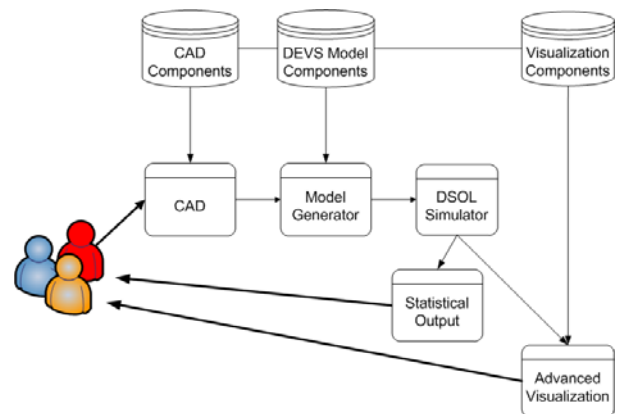 CAD
Components
DEVS Model
Components
Visualization
Components
CAD
Model
Generator
DSOL
Simulator
Statistical
Output
Advanced
Visualization